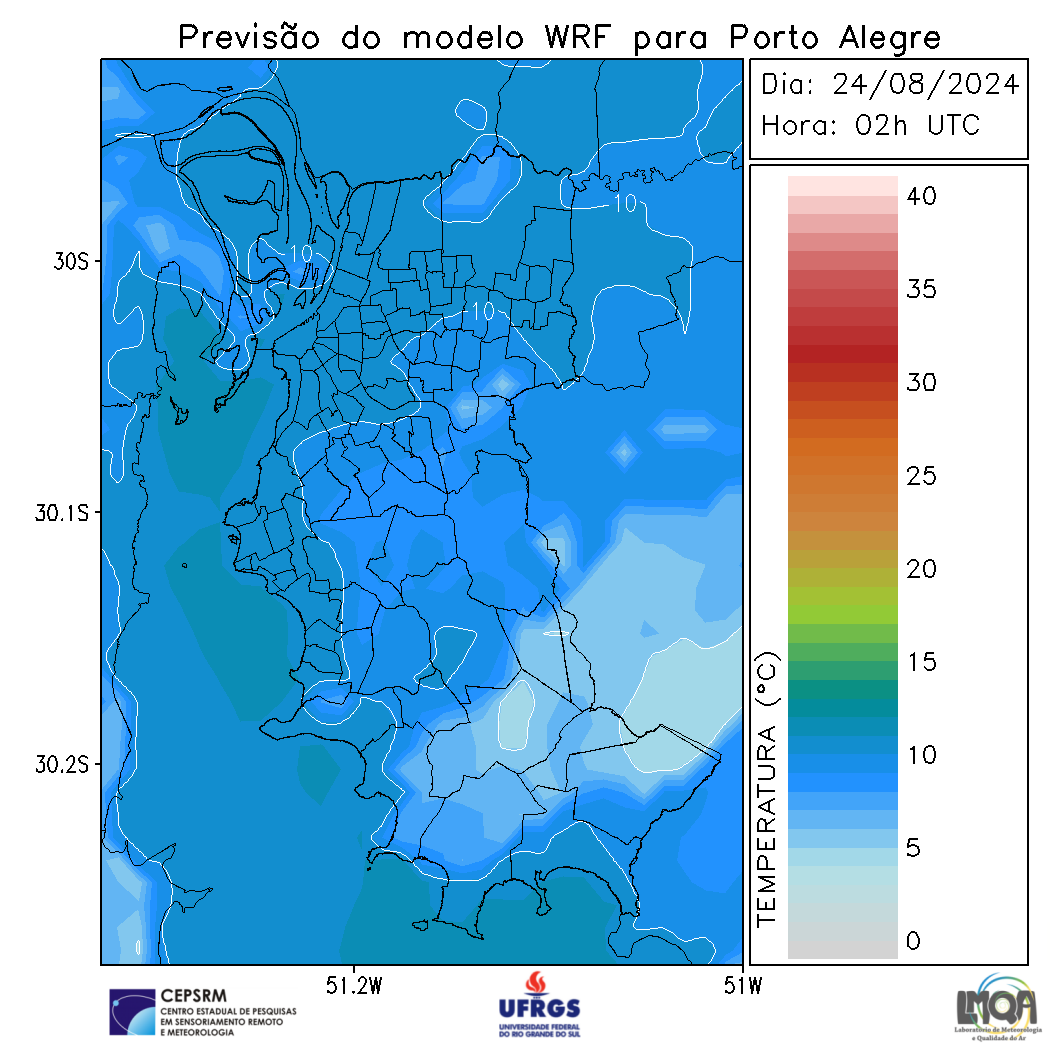 Previsão do modelo WRF para Porto Alegre
Dia: 24/08/2024
Hora: 02h UTC
10
10
10
30S
30.1S
30.2S
51.2W
51W
40
35
30
25
20
15
10
5
0
TEMPERATURA (°C)
CEPSRM
CENTRO ESTADUAL DE PESQUISAS
EM SENSORIAMENTO REMOTO
E METEOROLOGIA
UFRGS
UNIVERSIDADE FEDERAL
DO RIO GRANDE DO SUL
LMQA
Laboratório de Meteorologia
e Qualidade do Ar